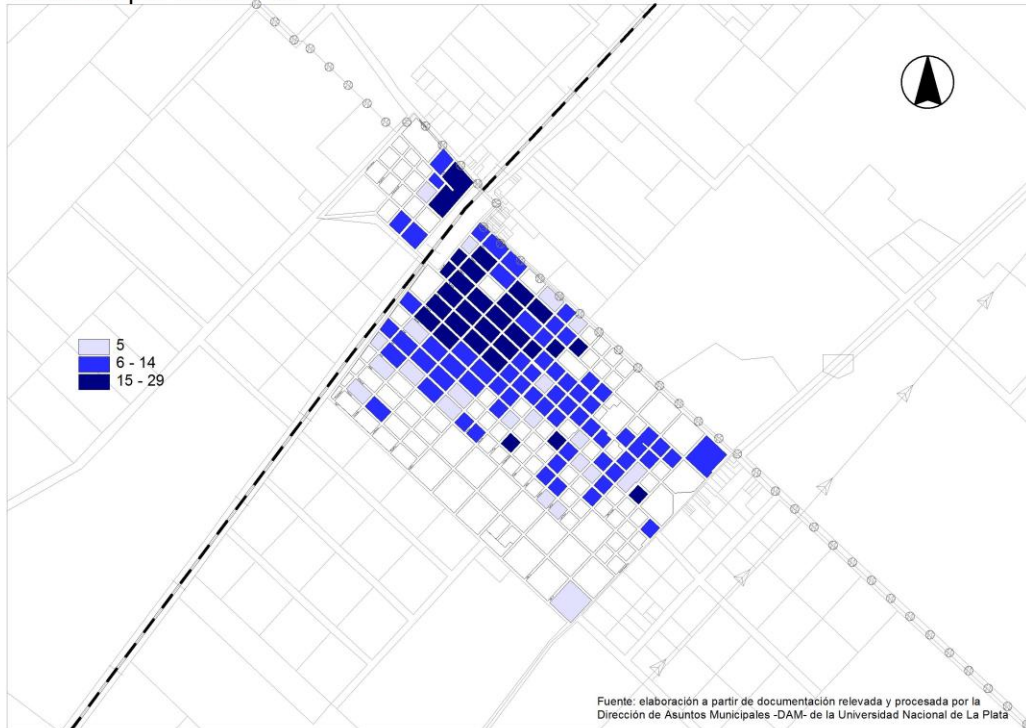 5
6 - 14
15 - 29
Fuente: elaboración a partir de documentación relevada y procesada por la
Dirección de Asuntos Municipales -DAM- de la Universidad Nacional de La Plata